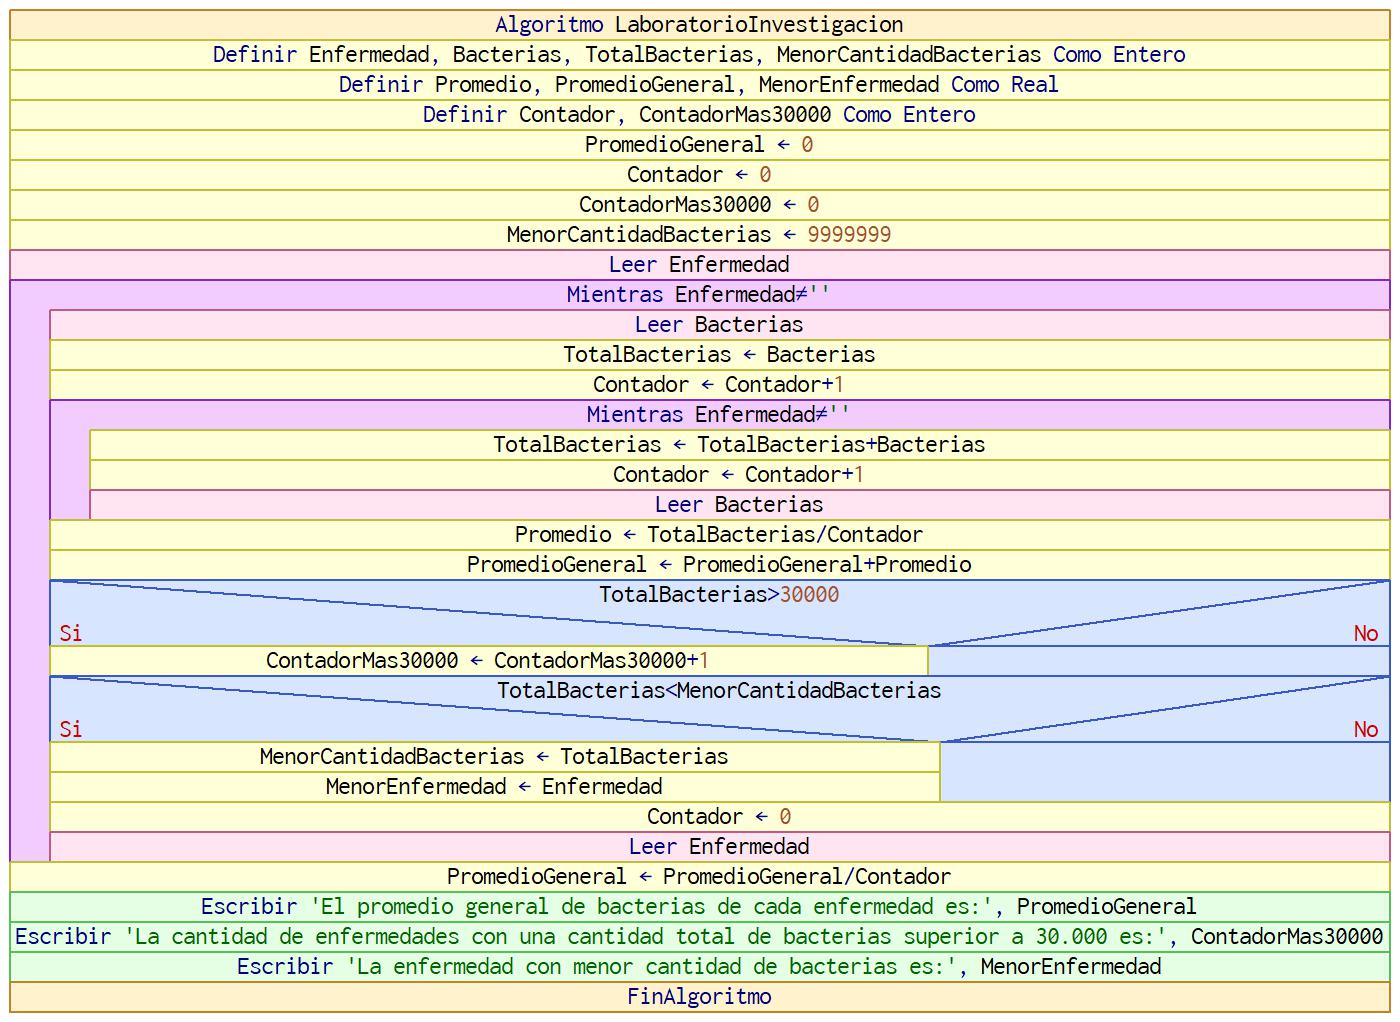 Algoritmo LaboratorioInvestigacion
Definir Enfermedad, Bacterias, TotalBacterias, MenorCantidadBacterias Como Entero
Definir Promedio, PromedioGeneral, MenorEnfermedad Como Real
Definir Contador, ContadorMas30000 Como Entero
PromedioGeneral ← 0
Contador ← 0
ContadorMas30000 ← 0
MenorCantidadBacterias ← 9999999
Leer Enfermedad
Mientras Enfermedad≠''
Leer Bacterias
TotalBacterias ← Bacterias
Contador ← Contador+1
Mientras Enfermedad≠''
TotalBacterias ← TotalBacterias+Bacterias
Contador ← Contador+1
Leer Bacterias
Promedio ← TotalBacterias/Contador
PromedioGeneral ← PromedioGeneral+Promedio
TotalBacterias>30000
Si No
ContadorMas30000 ← ContadorMas30000+1
TotalBacterias<MenorCantidadBacterias
Si No
MenorCantidadBacterias ← TotalBacterias
MenorEnfermedad ← Enfermedad
Contador ← 0
Leer Enfermedad
PromedioGeneral ← PromedioGeneral/Contador
Escribir 'El promedio general de bacterias de cada enfermedad es:', PromedioGeneral
Escribir 'La cantidad de enfermedades con una cantidad total de bacterias superior a 30.000 es:', ContadorMas30000
Escribir 'La enfermedad con menor cantidad de bacterias es:', MenorEnfermedad
FinAlgoritmo